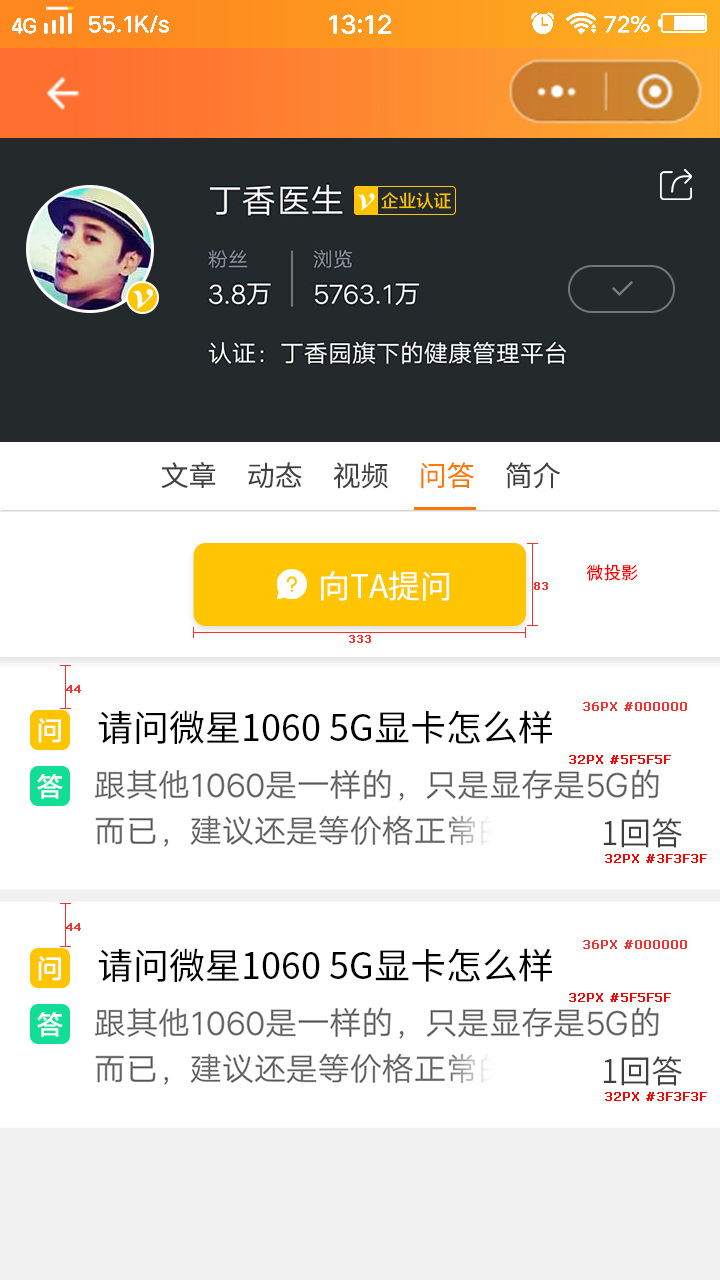 4G 55.1K/s 13:12 72%
丁香医生 V企业认证
粉丝 浏览
3.8万 5763.1万
认证：丁香园旗下的健康管理平台
文章 动态 视频 问答 简介
向TA提问
83
微投影
333
44
36PX #000000
问 请问微星1060 5G显卡怎么样
32PX #5F5F5F
答 跟其他1060是一样的，只是显存是5G的
而已，建议还是等价格正常 1回答
32PX #3F3F3F
44
36PX #000000
问 请问微星1060 5G显卡怎么样
32PX #5F5F5F
答 跟其他1060是一样的，只是显存是5G的
而已，建议还是等价格正常 1回答
32PX #3F3F3F